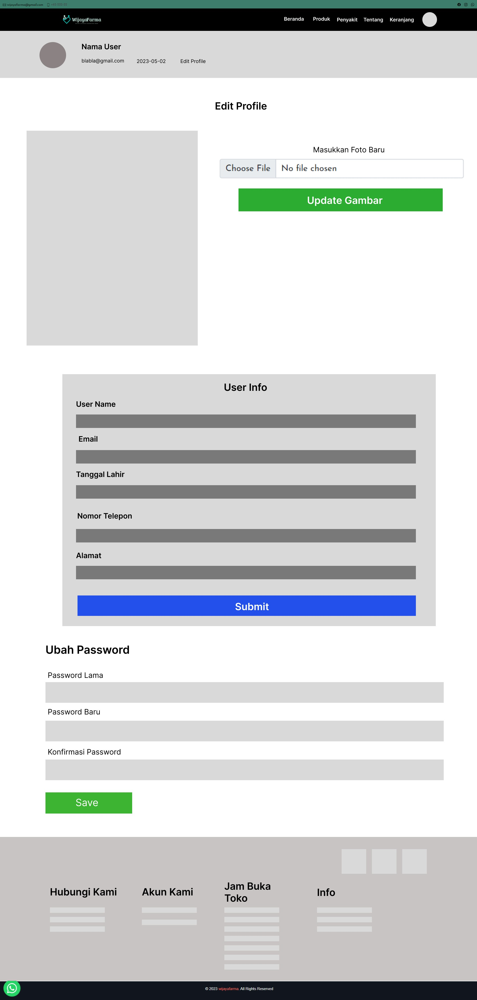 wijayafarma@gmail.com +62-222-22
WijayaFarma
Beranda Produk Penyakit Tentang Keranjang
Nama User
blabla@gmail.com 2023-05-02 Edit Profile
Edit Profile
Masukkan Foto Baru
Choose File No file chosen
Update Gambar
User Info
User Name
Email
Tanggal Lahir
Nomor Telepon
Alamat
Submit
Ubah Password
Password Lama
Password Baru
Konfirmasi Password
Save
Hubungi Kami
Akun Kami
Jam Buka
Toko
Info
© 2023 wijayafarma. All Rights Reserved